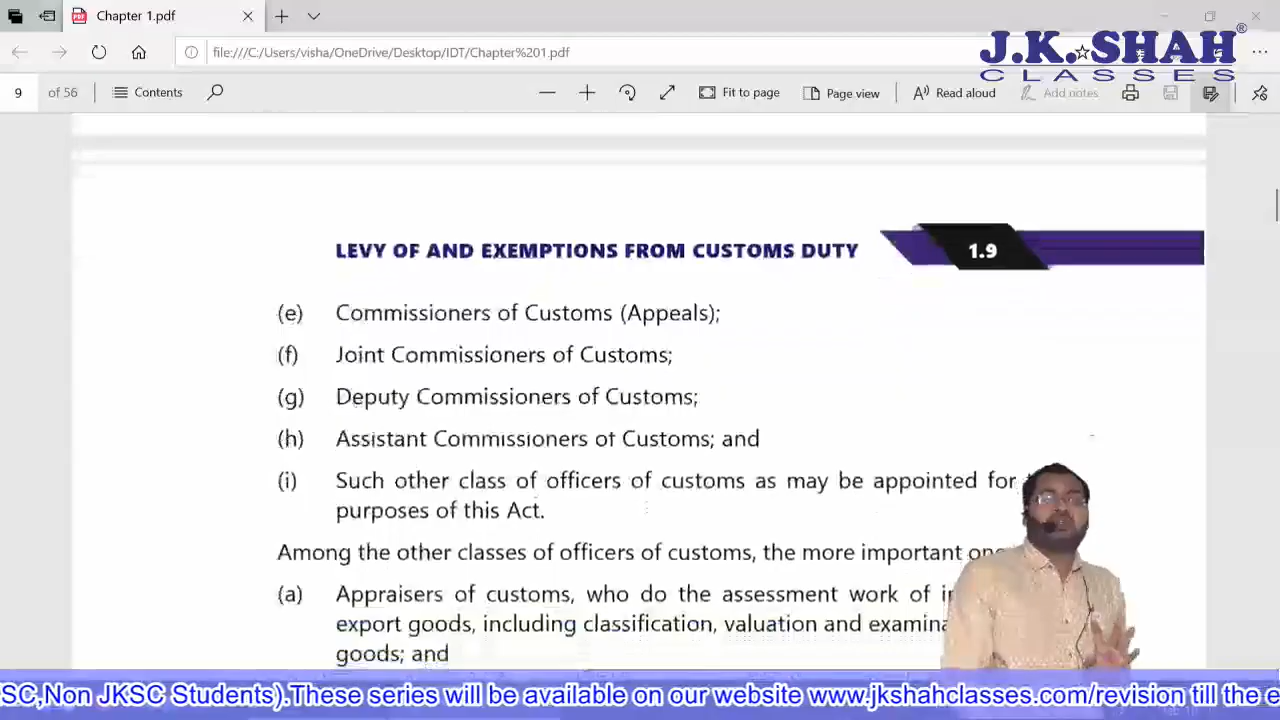 Chapter 1.pdf
file:///C:/Users/visha/OneDrive/Desktop/IDT/Chapter%201.pdf
J.K.SHAH®
CLASSES
9 of 56
Contents
Fit to page
Page view
Read aloud
Add notes
LEVY OF AND EXEMPTIONS FROM CUSTOMS DUTY
1.9
(e) Commissioners of Customs (Appeals);
(f) Joint Commissioners of Customs;
(g) Deputy Commissioners of Customs;
(h) Assistant Commissioners of Customs; and
(i) Such other class of officers of customs as may be appointed for
purposes of this Act.
Among the other classes of officers of customs, the more important
(a) Appraisers of customs, who do the assessment work of
export goods, including classification, valuation and
goods; and
SC,Non JKSC Students).These series will be available on our website www.jkshahclasses.com/revision till the e